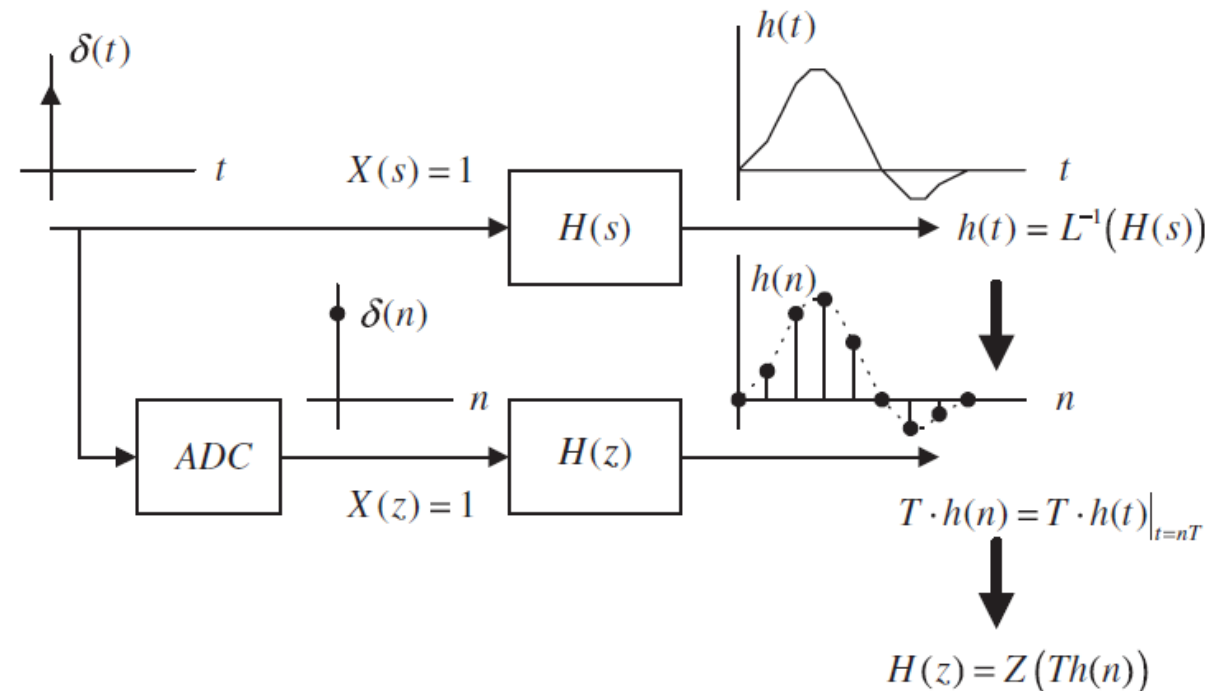 h(t)
δ(t)
t
X(s) = 1
t
H(s)
h(t) = L⁻¹(H(s))
h(n)
δ(n)
n
n
ADC
H(z)
X(z) = 1
T · h(n) = T · h(t)|ₜ₌ₙT
H(z) = Z(Th(n))